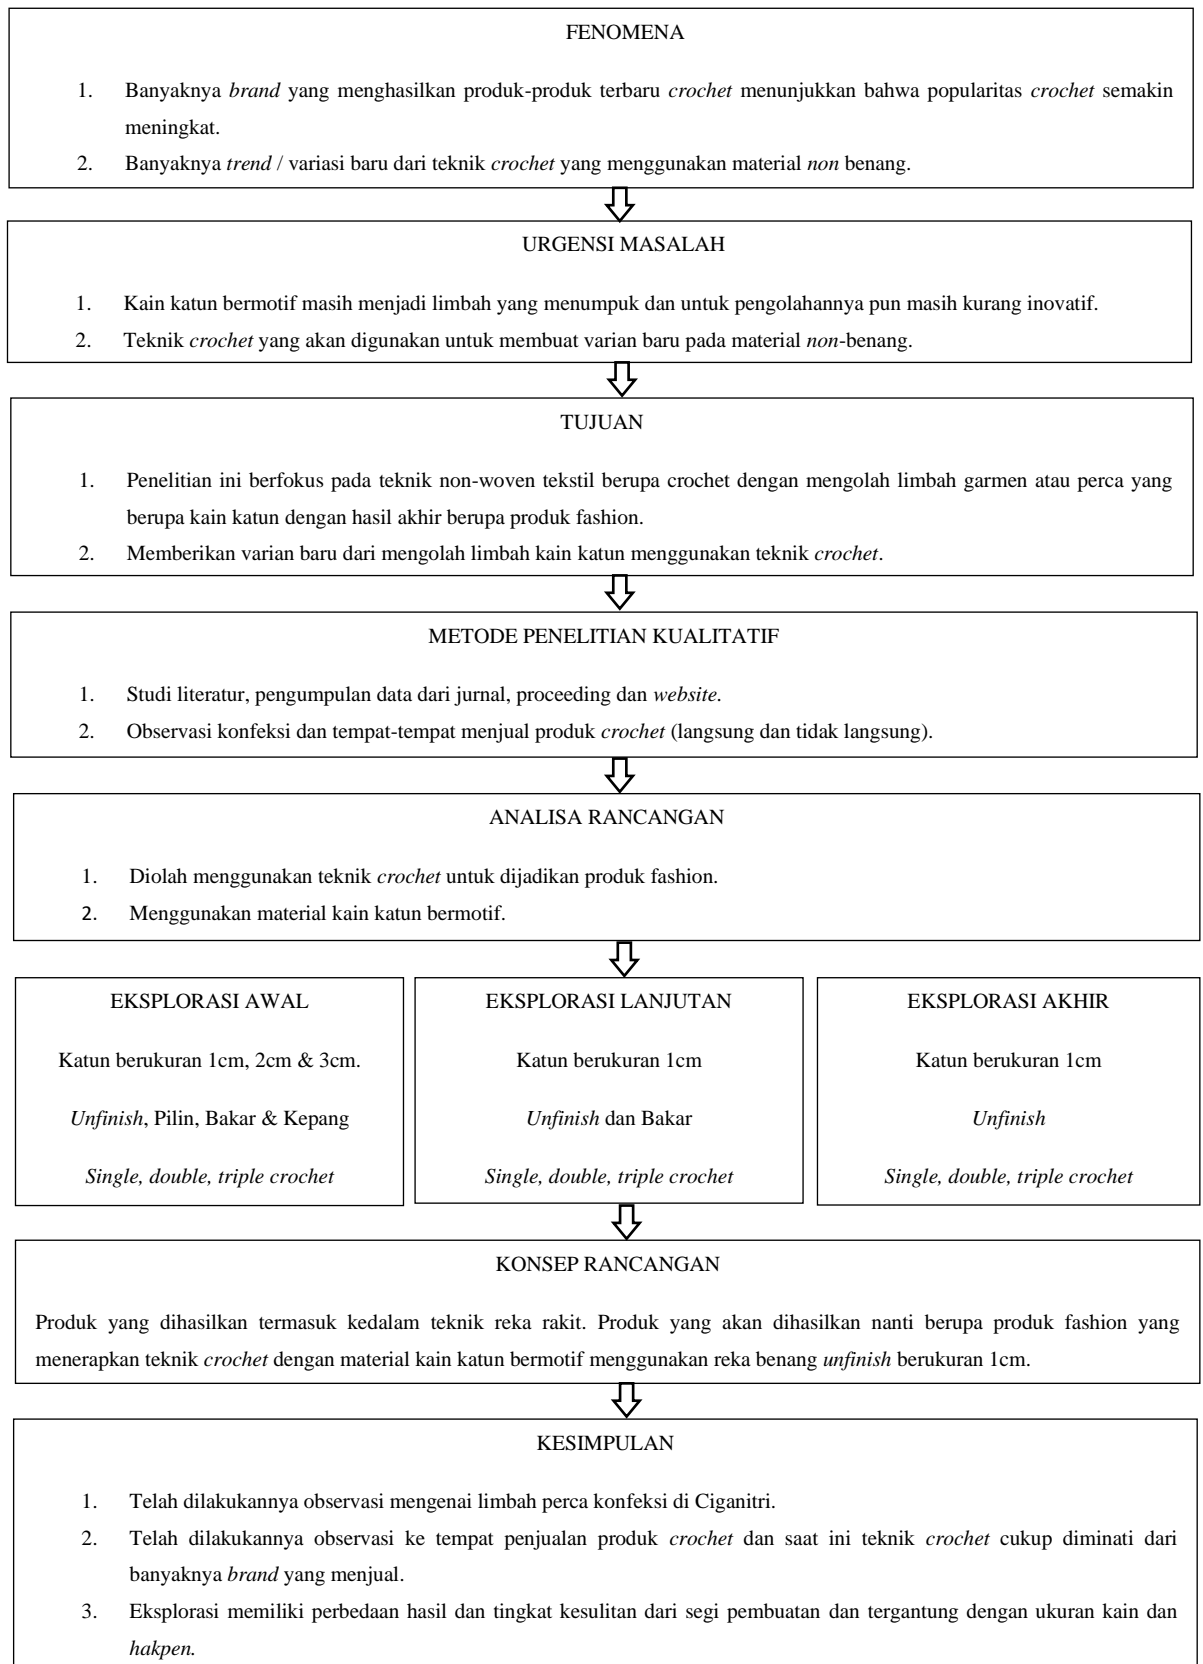 FENOMENA
1. Banyaknya brand yang menghasilkan produk-produk terbaru crochet menunjukkan bahwa popularitas crochet semakin
meningkat.
2. Banyaknya trend / variasi baru dari teknik crochet yang menggunakan material non benang.
URGENSI MASALAH
1. Kain katun bermotif masih menjadi limbah yang menumpuk dan untuk pengolahannya pun masih kurang inovatif.
2. Teknik crochet yang akan digunakan untuk membuat varian baru pada material non-benang.
TUJUAN
1. Penelitian ini berfokus pada teknik non-woven tekstil berupa crochet dengan mengolah limbah garmen atau perca yang
berupa kain katun dengan hasil akhir berupa produk fashion.
2. Memberikan varian baru dari mengolah limbah kain katun menggunakan teknik crochet.
METODE PENELITIAN KUALITATIF
1. Studi literatur, pengumpulan data dari jurnal, proceeding dan website.
2. Observasi konfeksi dan tempat-tempat menjual produk crochet (langsung dan tidak langsung).
ANALISA RANCANGAN
1. Diolah menggunakan teknik crochet untuk dijadikan produk fashion.
2. Menggunakan material kain katun bermotif.
EKSPLORASI AWAL
Katun berukuran 1cm, 2cm & 3cm.
Unfinish, Pilin, Bakar & Kepang
Single, double, triple crochet
EKSPLORASI LANJUTAN
Katun berukuran 1cm
Unfinish dan Bakar
Single, double, triple crochet
EKSPLORASI AKHIR
Katun berukuran 1cm
Unfinish
Single, double, triple crochet
KONSEP RANCANGAN
Produk yang dihasilkan termasuk kedalam teknik reka rakit. Produk yang akan dihasilkan nanti berupa produk fashion yang
menerapkan teknik crochet dengan material kain katun bermotif menggunakan reka benang unfinish berukuran 1cm.
KESIMPULAN
1. Telah dilakukannya observasi mengenai limbah perca konfeksi di Ciganitri.
2. Telah dilakukannya observasi ke tempat penjualan produk crochet dan saat ini teknik crochet cukup diminati dari
banyaknya brand yang menjual.
3. Eksplorasi memiliki perbedaan hasil dan tingkat kesulitan dari segi pembuatan dan tergantung dengan ukuran kain dan
hakpen.